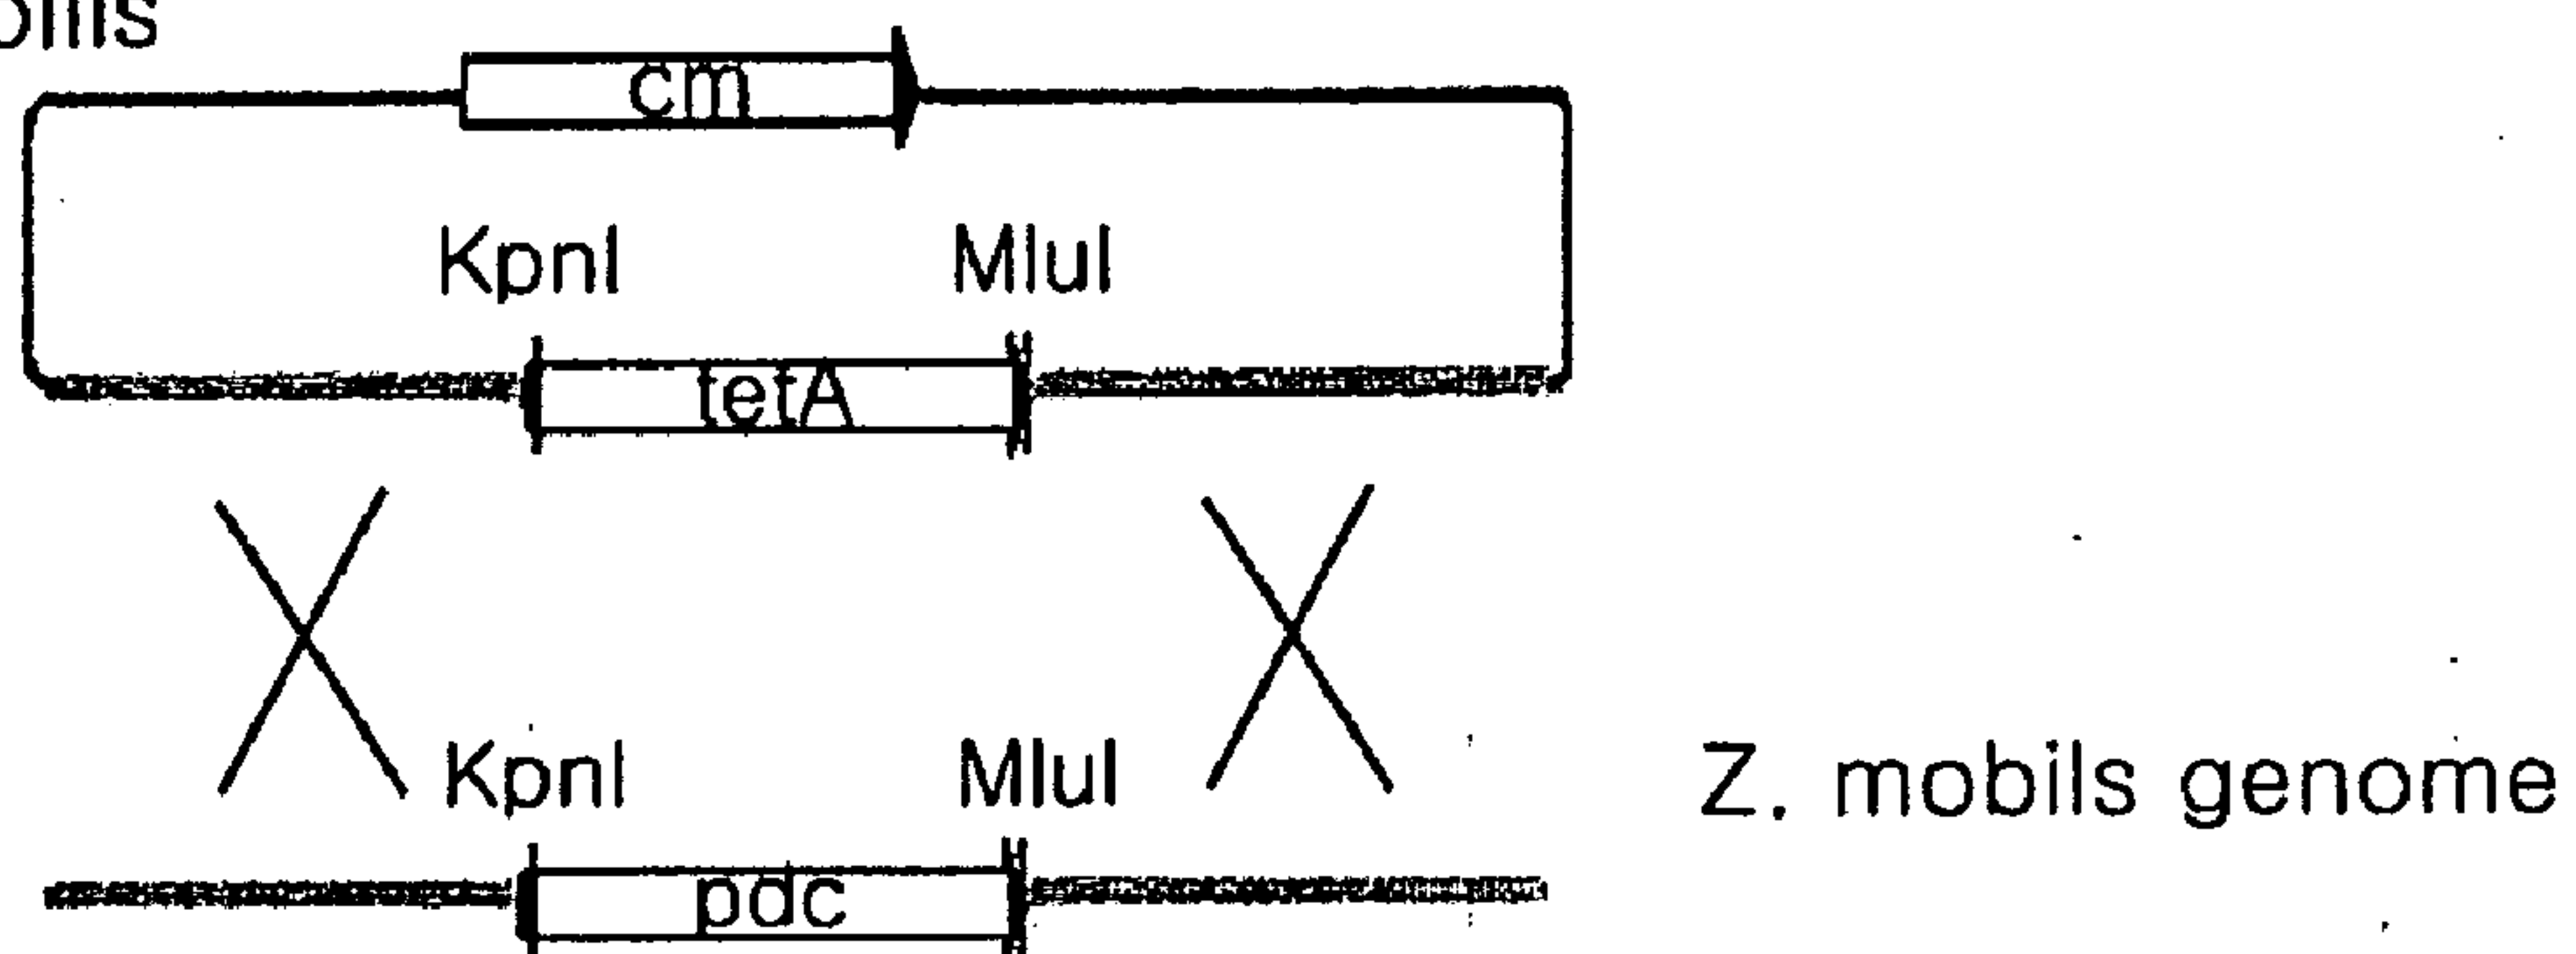 cm
KpnI MluI
tetA
KpnI MluI
Z. mobils genome
pdc